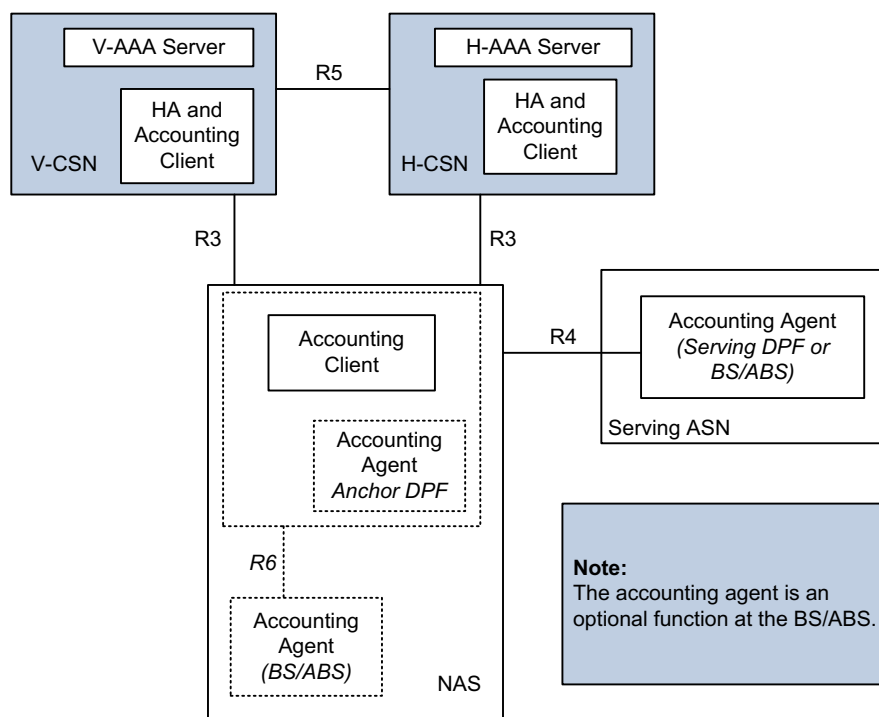 V-AAA Server
HA and
Accounting
Client
V-CSN
R5
H-AAA Server
HA and
Accounting
Client
H-CSN
R3
R3
Accounting
Client
Accounting
Agent
Anchor DPF
R6
Accounting
Agent
(BS/ABS)
NAS
R4
Accounting Agent
(Serving DPF or
BS/ABS)
Serving ASN
Note:
The accounting agent is an
optional function at the BS/ABS.